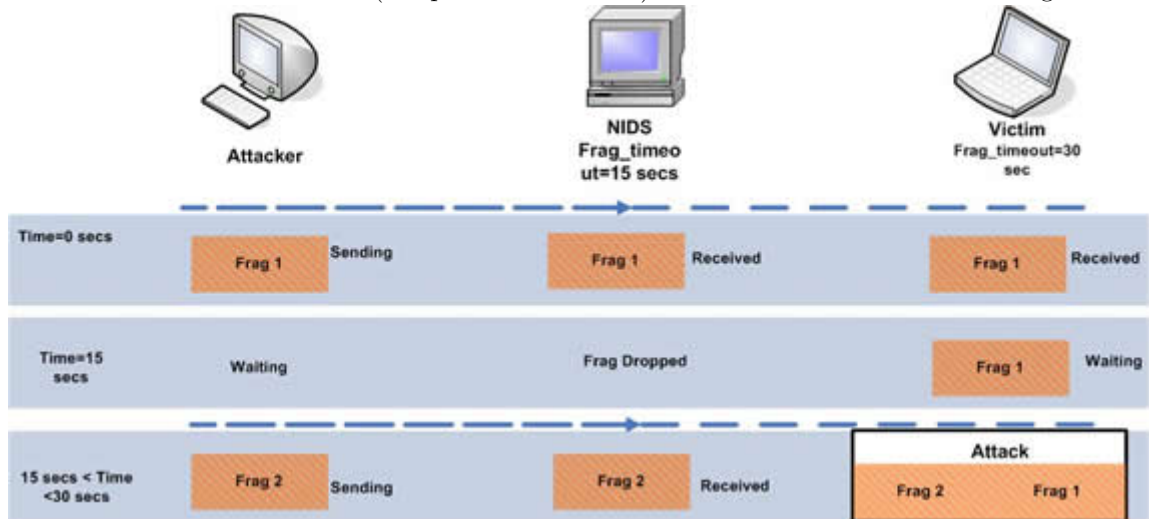 Attacker
NIDS
Frag_timeo
ut=15 secs
Victim
Frag_timeout=30
sec
Time=0 secs
Frag 1
Sending
Frag 1
Received
Frag 1
Received
Time=15
secs
Waiting
Frag Dropped
Frag 1
Waiting
15 secs < Time
<30 secs
Frag 2
Sending
Frag 2
Received
Attack
Frag 2
Frag 1